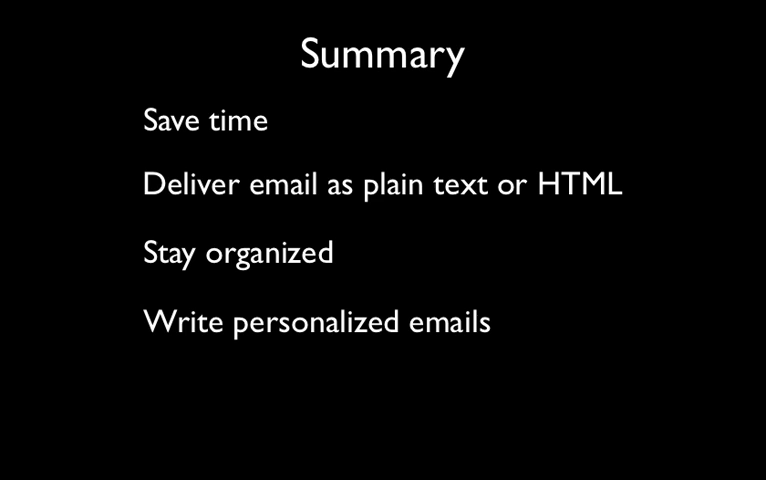 Summary
Save time
Deliver email as plain text or HTML
Stay organized
Write personalized emails